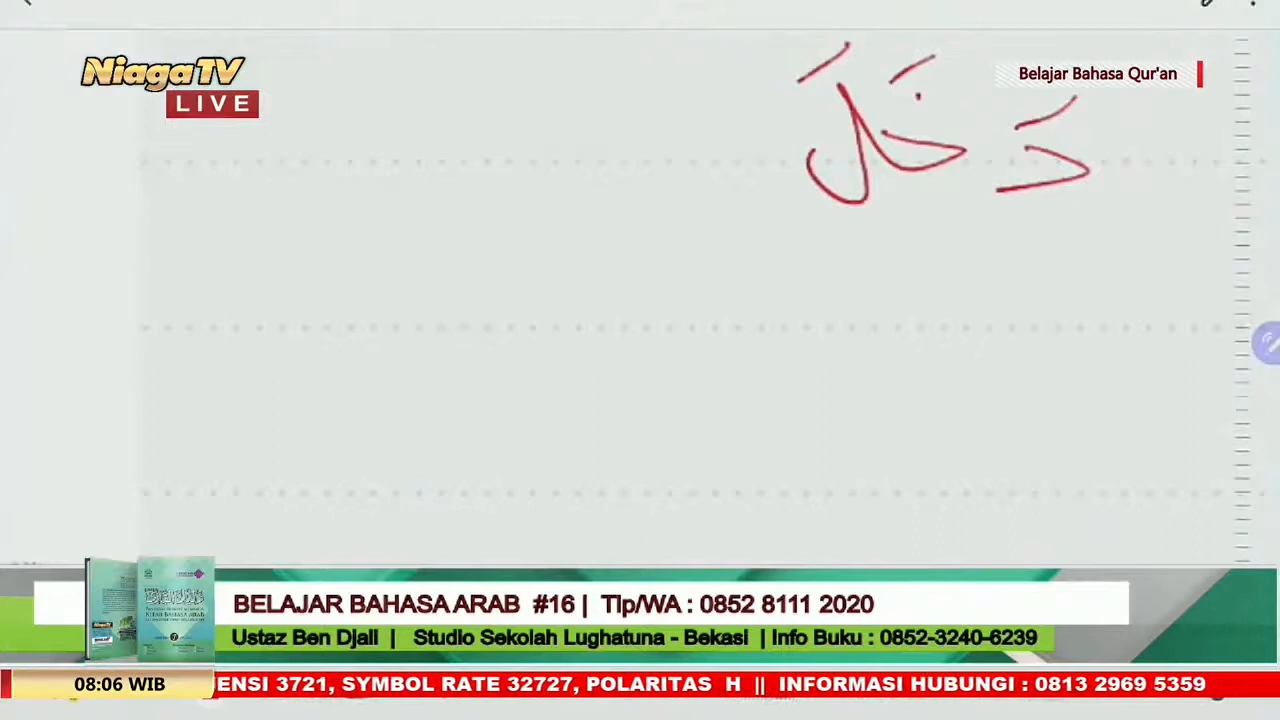 NiagaTV
LIVE
Belajar Bahasa Qur'an
دَخَلَ
BELAJAR BAHASA ARAB #16 | Tlp/WA : 0852 8111 2020
Ustaz Ben Djali | Studio Sekolah Lughatuna - Bekasi | Info Buku : 0852-3240-6239
08:06 WIB
ENSI 3721, SYMBOL RATE 32727, POLARITAS H || INFORMASI HUBUNGI : 0813 2969 5359